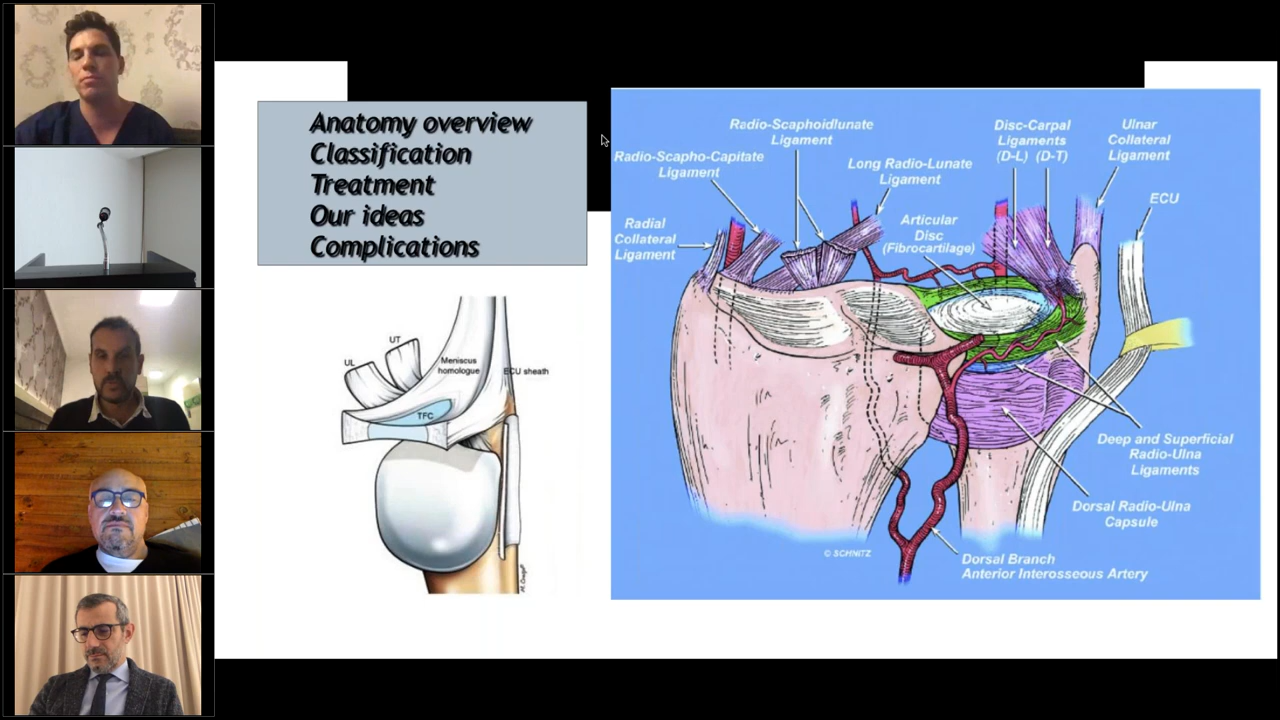 Anatomy overview
Classification
Treatment
Our ideas
Complications
UT
UL
Meniscus
homologue
ECU sheath
TFC
Radio-Scaphoidlunate
Ligament
Radio-Scapho-Capitate
Ligament
Long Radio-Lunate
Ligament
Disc-Carpal
Ligaments
(D-L) (D-T)
Ulnar
Collateral
Ligament
ECU
Radial
Collateral
Ligament
Articular
Disc
(Fibrocartilage)
Deep and Superficial
Radio-Ulna
Ligaments
Dorsal Radio-Ulna
Capsule
© SCHNITZ
Dorsal Branch
Anterior Interosseous Artery